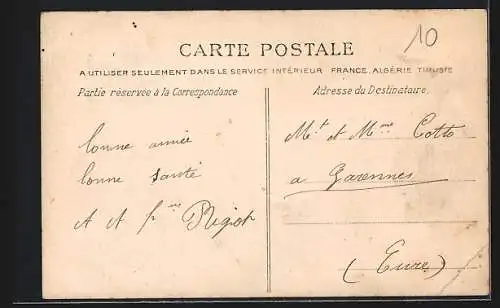 10
CARTE POSTALE
A UTILISER SEULEMENT DANS LE SERVICE INTÉRIEUR FRANCE, ALGÉRIE TUNISIE
Partie réservée à la Correspondance
Adresse du Destinataire
bonne année
bonne santé
A A
Mr et Mme Cotto
a Garennes
(Eure)